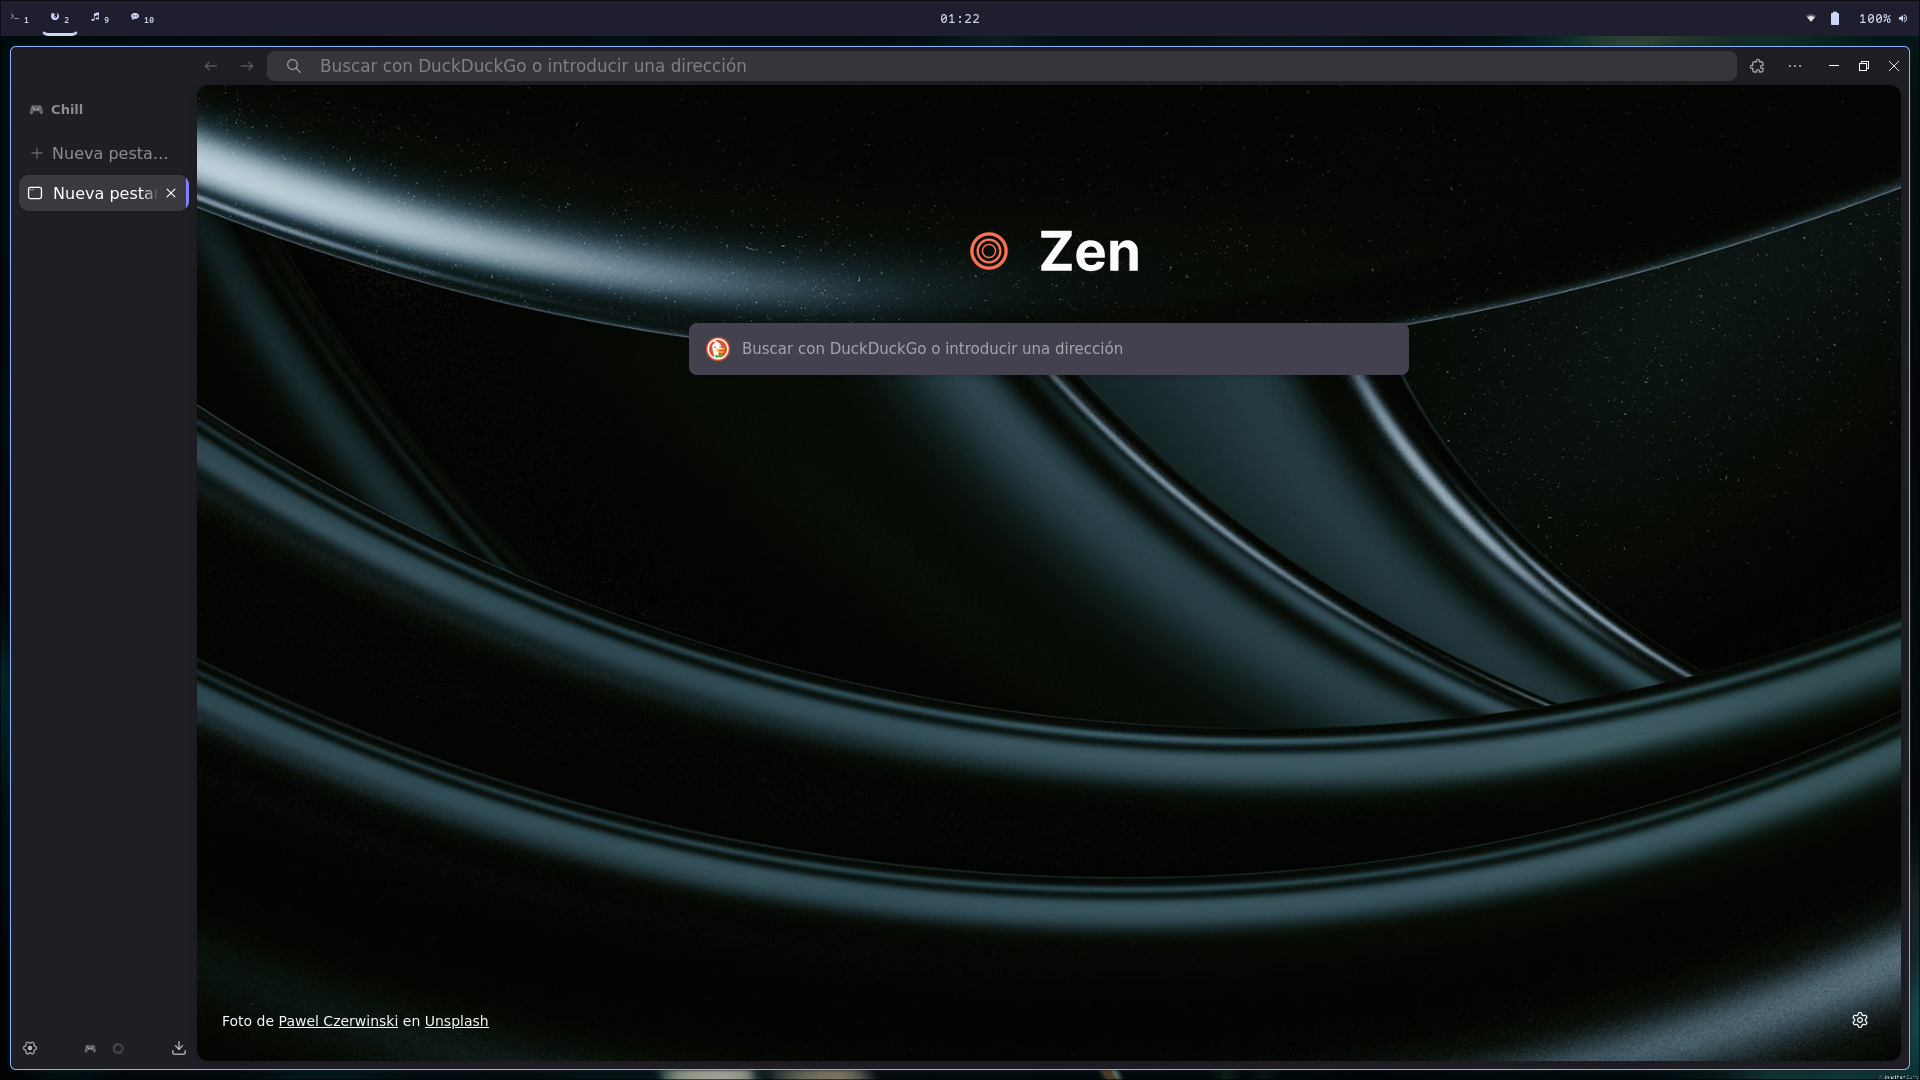 1 2 9 10 01:22 100%
Buscar con DuckDuckGo o introducir una dirección
Chill
Nueva pesta...
Nueva pesta
Zen
Buscar con DuckDuckGo o introducir una dirección
Foto de Pawel Czerwinski en Unsplash